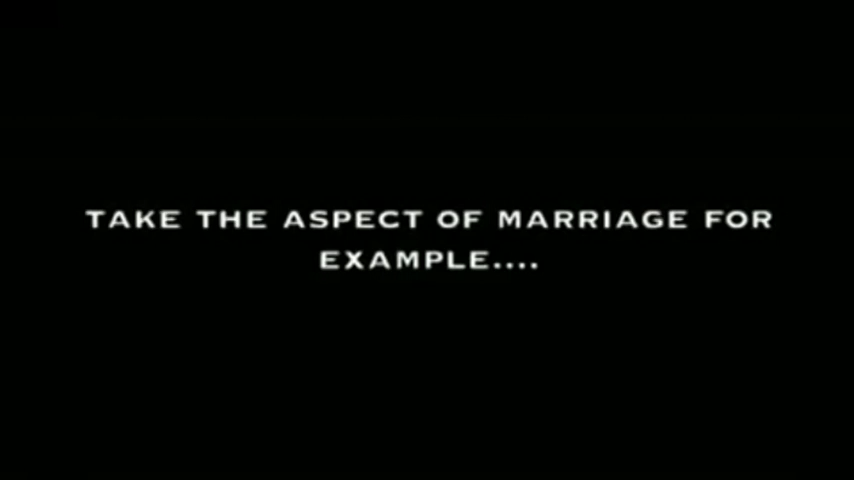 TAKE THE ASPECT OF MARRIAGE FOR
EXAMPLE....